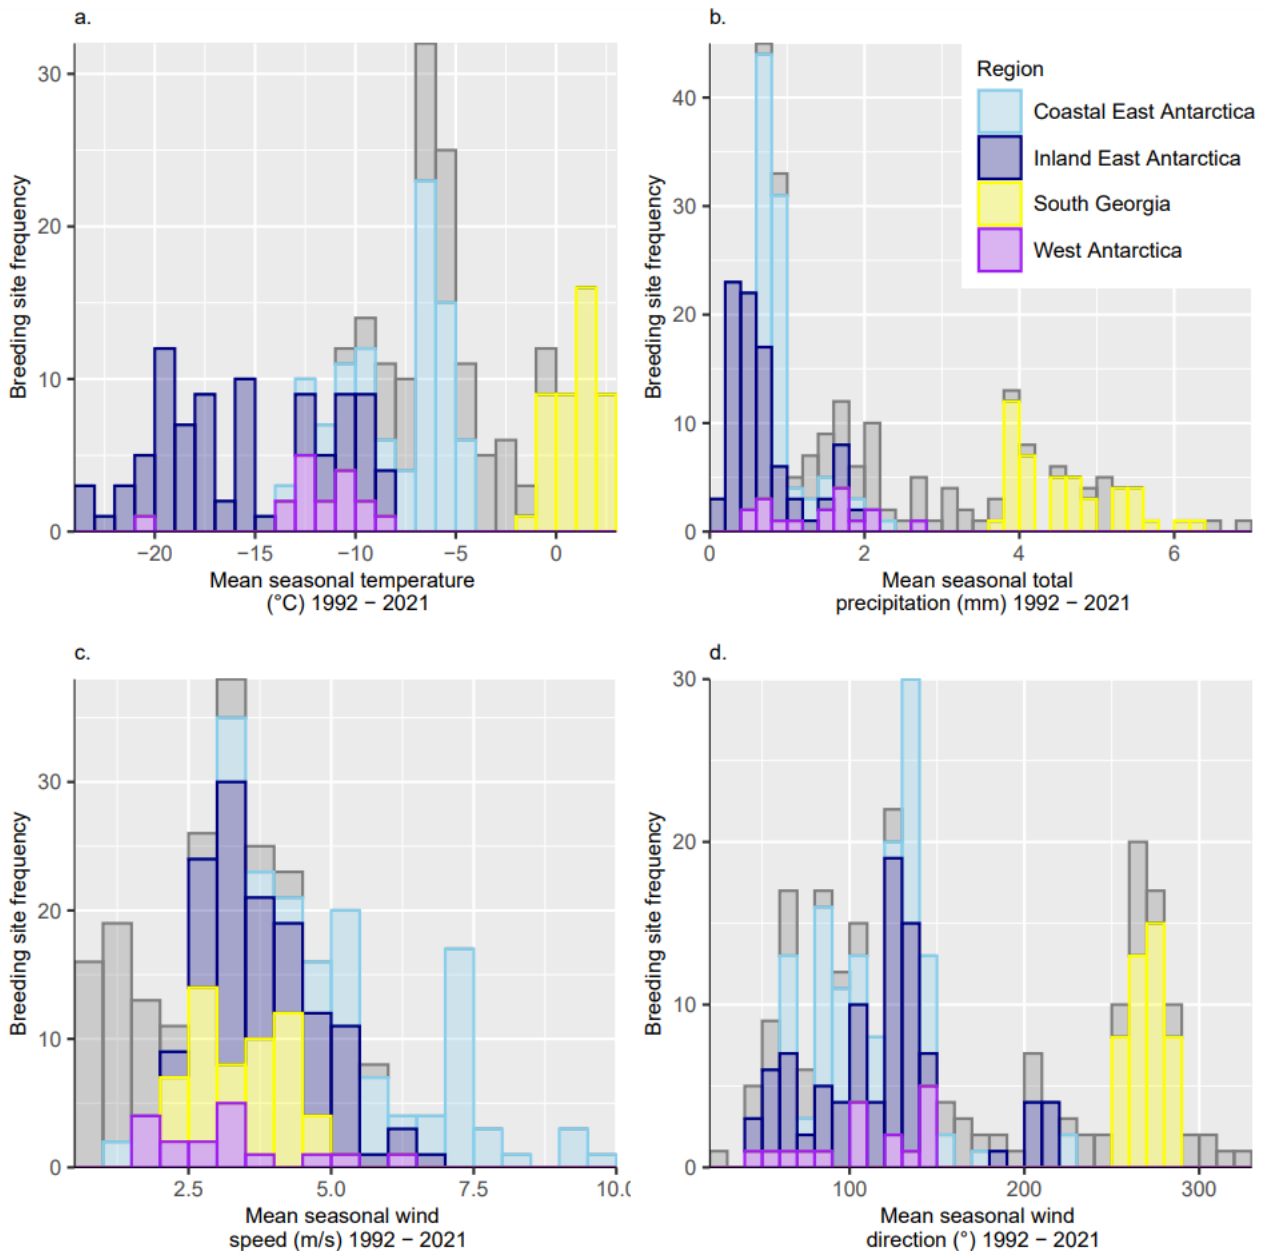 a.
Breeding site frequency
30
20
10
0
−20
−15
−10
−5
0
Mean seasonal temperature
(°C) 1992 − 2021
b.
Breeding site frequency
40
30
20
10
0
0
2
4
6
Mean seasonal total
precipitation (mm) 1992 − 2021
Region
Coastal East Antarctica
Inland East Antarctica
South Georgia
West Antarctica
c.
Breeding site frequency
30
20
10
0
2.5
5.0
7.5
10.0
Mean seasonal wind
speed (m/s) 1992 − 2021
d.
Breeding site frequency
30
20
10
0
100
200
300
Mean seasonal wind
direction (°) 1992 − 2021